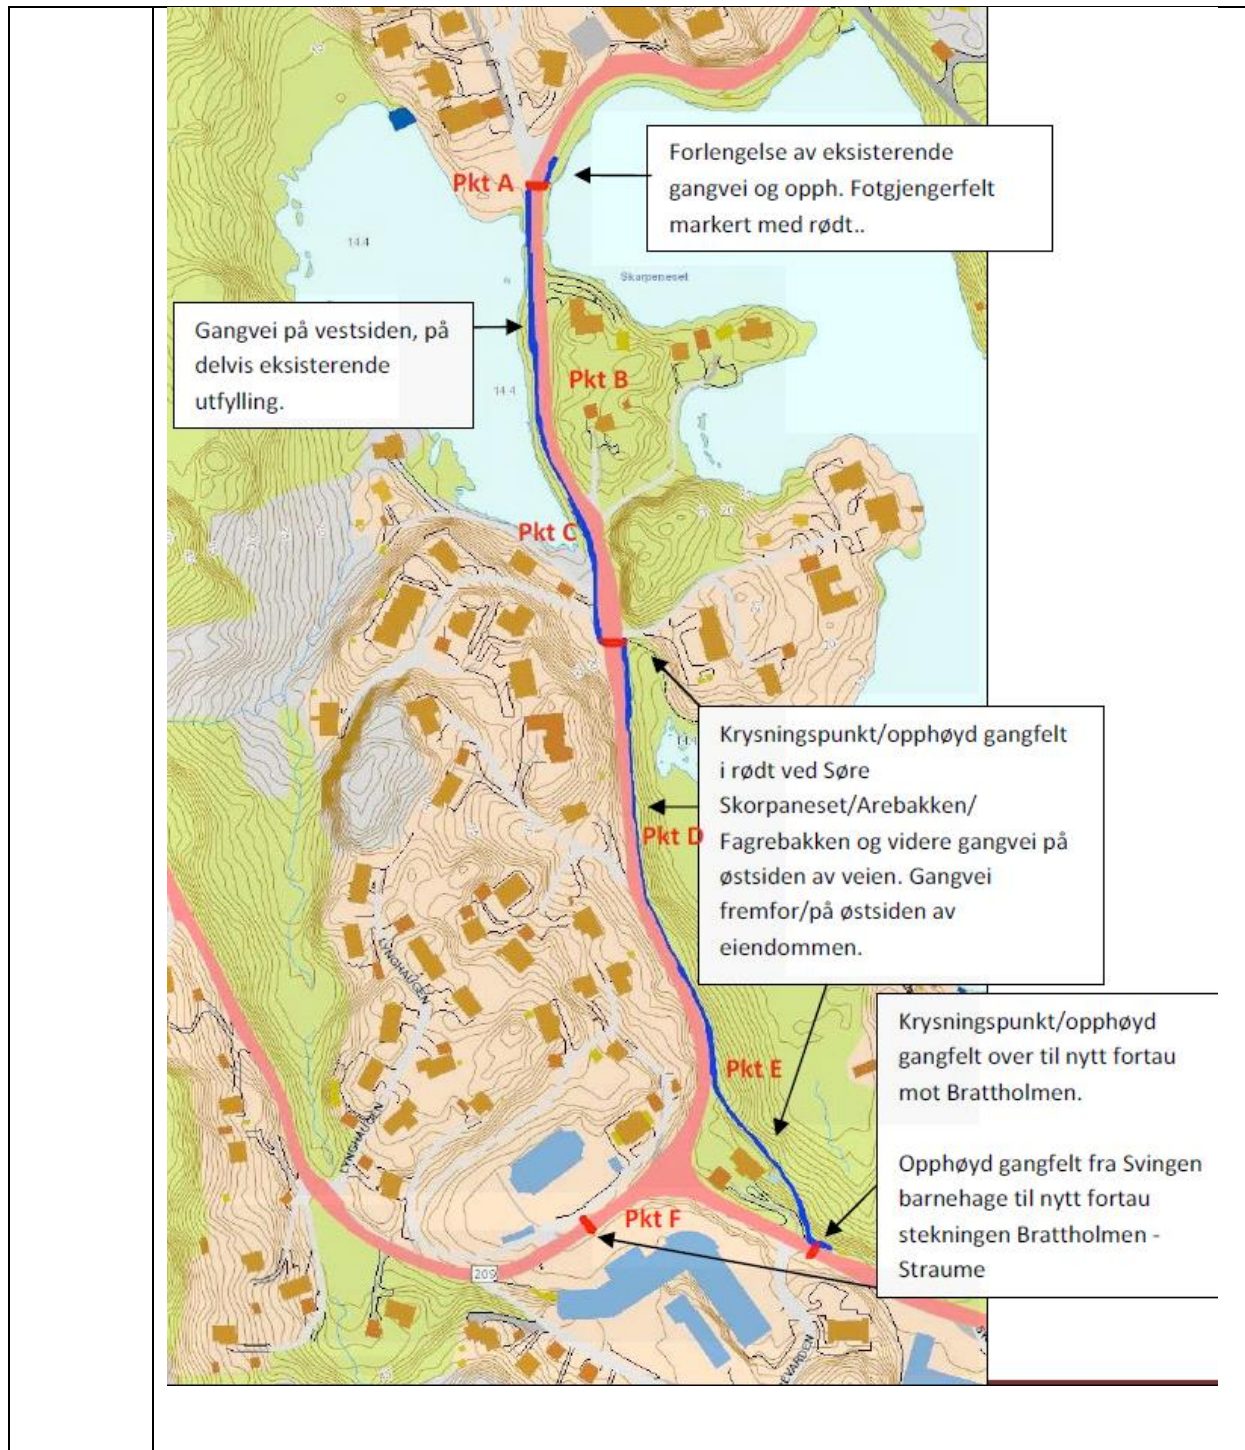 Forlengelse av eksisterende
gangvei og opph. Fotgjengerfelt
markert med rødt..
Pkt A
14.4
Skarpeneset
Gangvei på vestsiden, på
delvis eksisterende
utfylling.
Pkt B
14.4
Pkt C
Krysningspunkt/opphøyd gangfelt
i rødt ved Søre
Skorpaneset/Arebakken/
Fagrebakken og videre gangvei på
østsiden av veien. Gangvei
fremfor/på østsiden av
eiendommen.
Pkt D
LYNGHAUGEN
Krysningspunkt/opphøyd
gangfelt over til nytt fortau
mot Brattholmen.
Pkt E
LYNGHAUGEN
Opphøyd gangfelt fra Svingen
barnehage til nytt fortau
stekningen Brattholmen -
Straume
Pkt F
209